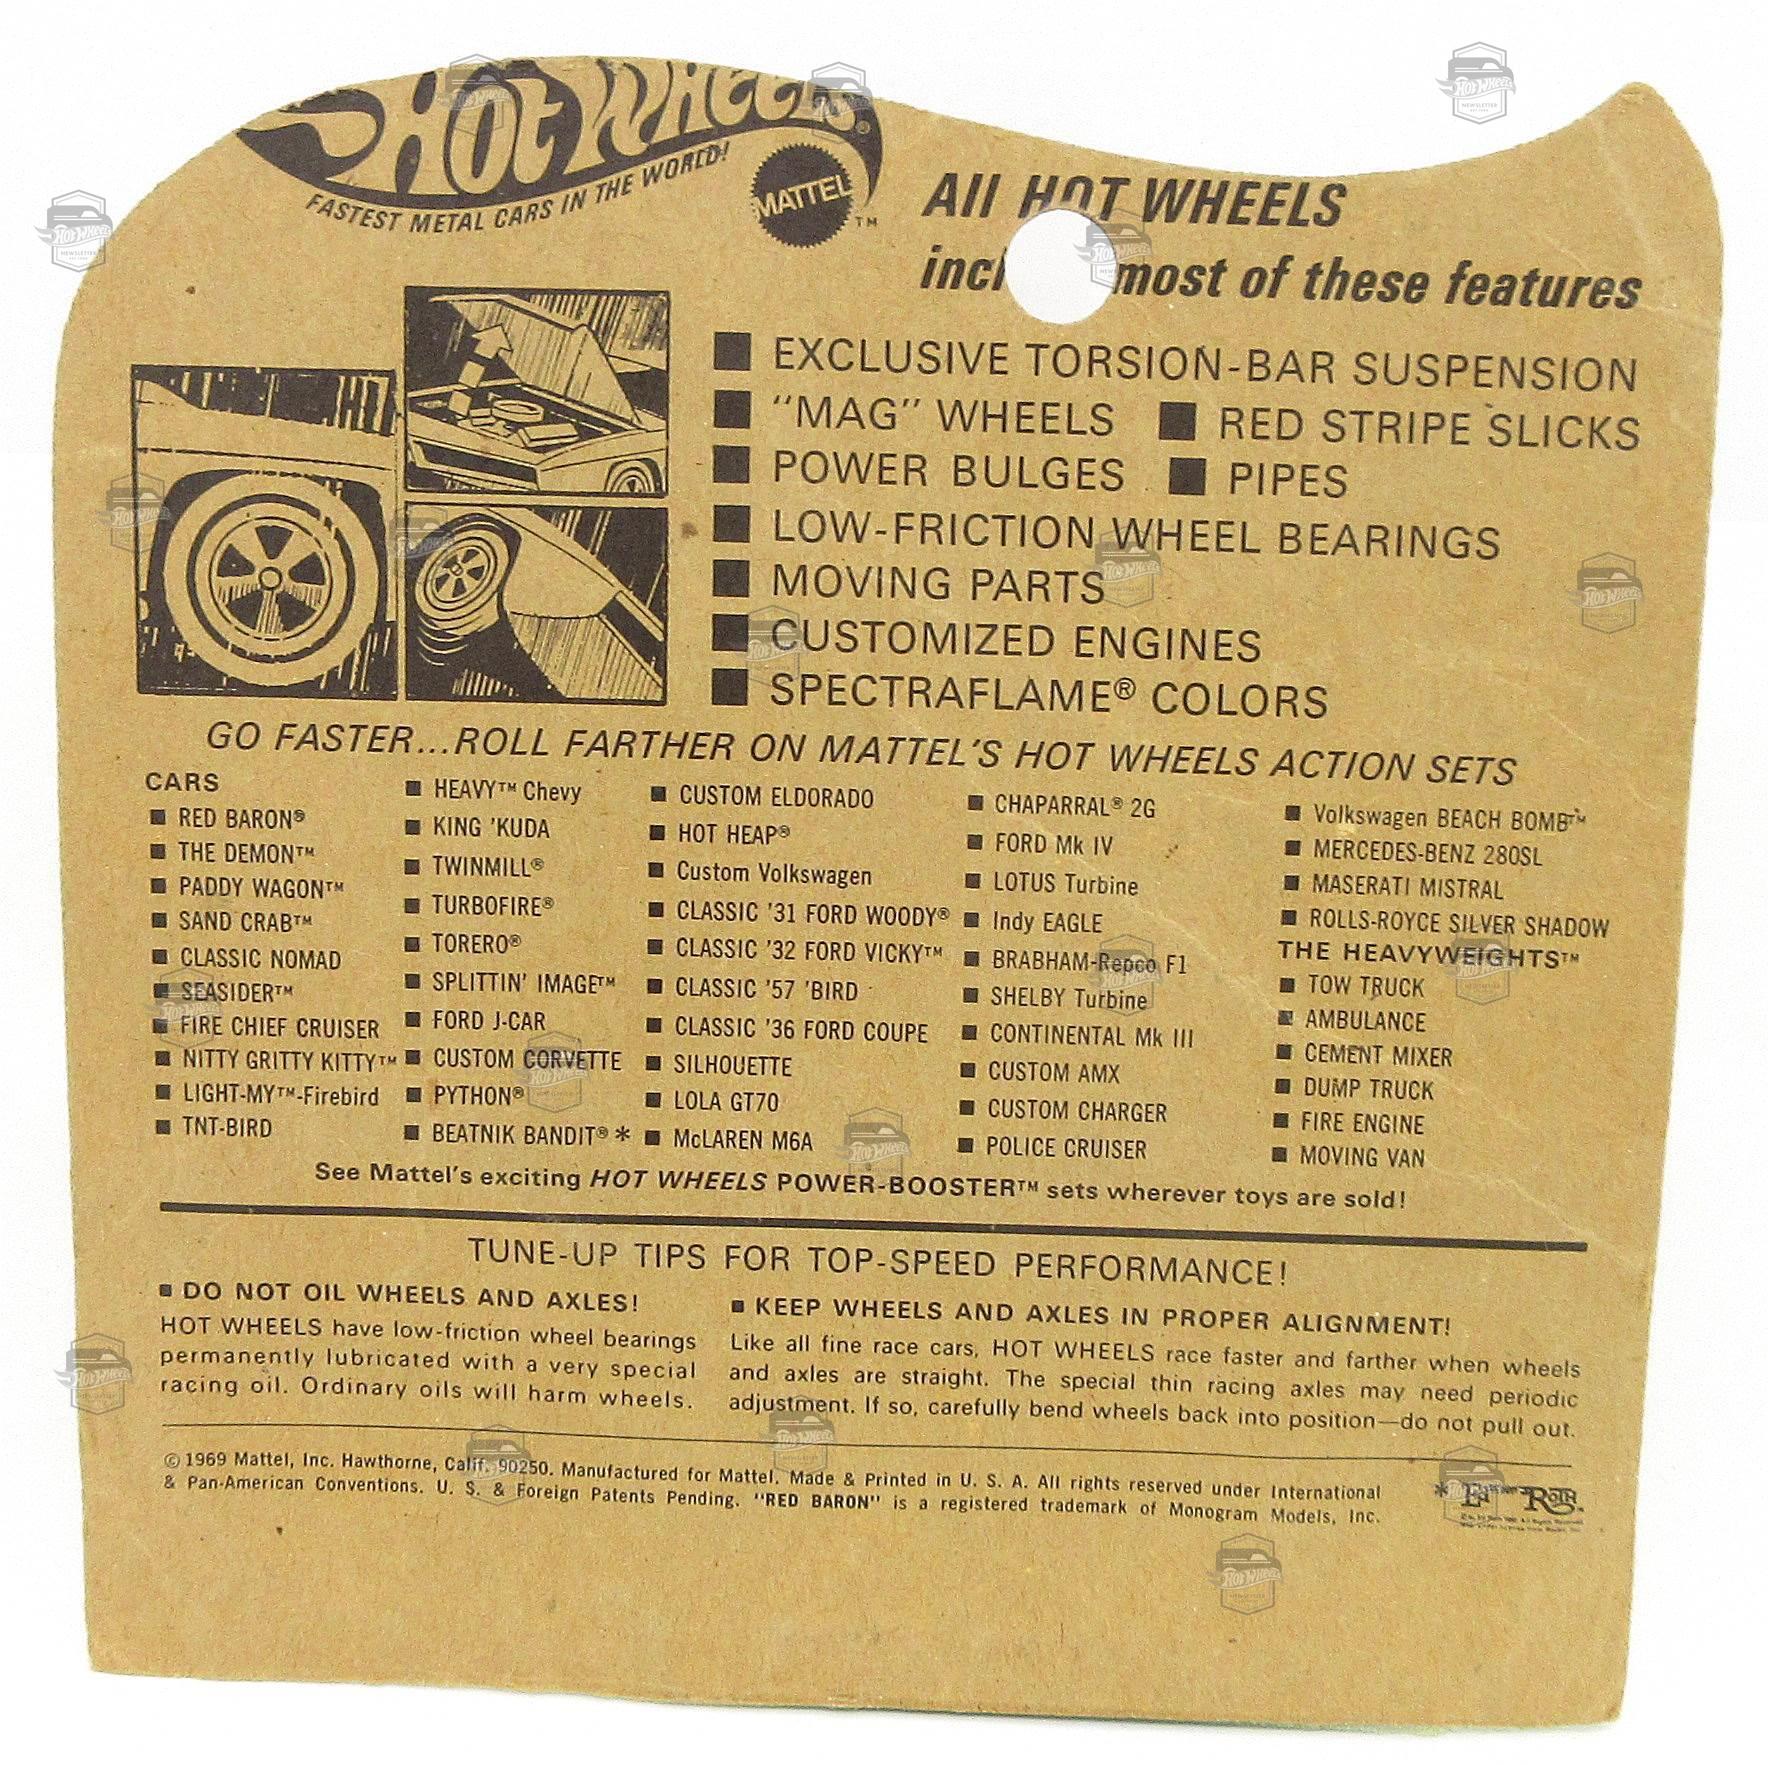 Hot Wheels®
FASTEST METAL CARS IN THE WORLD!
MATTEL™
All HOT WHEELS
incl most of these features
■ EXCLUSIVE TORSION-BAR SUSPENSION
■ "MAG" WHEELS ■ RED STRIPE SLICKS
■ POWER BULGES ■ PIPES
■ LOW-FRICTION WHEEL BEARINGS
■ MOVING PARTS
■ CUSTOMIZED ENGINES
■ SPECTRAFLAME® COLORS
GO FASTER...ROLL FARTHER ON MATTEL'S HOT WHEELS ACTION SETS
CARS
■ RED BARON®
■ THE DEMON™
■ PADDY WAGON™
■ SAND CRAB™
■ CLASSIC NOMAD
■ SEASIDER™
■ FIRE CHIEF CRUISER
■ NITTY GRITTY KITTY™
■ LIGHT-MY™-Firebird
■ TNT-BIRD
■ HEAVY™ Chevy
■ KING 'KUDA
■ TWINMILL®
■ TURBOFIRE®
■ TORERO®
■ SPLITTIN' IMAGE™
■ FORD J-CAR
■ CUSTOM CORVETTE
■ PYTHON®
■ BEATNIK BANDIT® *
■ CUSTOM ELDORADO
■ HOT HEAP®
■ Custom Volkswagen
■ CLASSIC '31 FORD WOODY®
■ CLASSIC '32 FORD VICKY™
■ CLASSIC '57 'BIRD
■ CLASSIC '36 FORD COUPE
■ SILHOUETTE
■ LOLA GT70
■ McLAREN M6A
■ CHAPARRAL® 2G
■ FORD Mk IV
■ LOTUS Turbine
■ Indy EAGLE
■ BRABHAM-Repco F1
■ SHELBY Turbine
■ CONTINENTAL Mk III
■ CUSTOM AMX
■ CUSTOM CHARGER
■ POLICE CRUISER
■ Volkswagen BEACH BOMB™
■ MERCEDES-BENZ 280SL
■ MASERATI MISTRAL
■ ROLLS-ROYCE SILVER SHADOW
THE HEAVYWEIGHTS™
■ TOW TRUCK
■ AMBULANCE
■ CEMENT MIXER
■ DUMP TRUCK
■ FIRE ENGINE
■ MOVING VAN
See Mattel's exciting HOT WHEELS POWER-BOOSTER™ sets wherever toys are sold!
TUNE-UP TIPS FOR TOP-SPEED PERFORMANCE!
■ DO NOT OIL WHEELS AND AXLES!
HOT WHEELS have low-friction wheel bearings
permanently lubricated with a very special
racing oil. Ordinary oils will harm wheels.
■ KEEP WHEELS AND AXLES IN PROPER ALIGNMENT!
Like all fine race cars, HOT WHEELS race faster and farther when wheels
and axles are straight. The special thin racing axles may need periodic
adjustment. If so, carefully bend wheels back into position—do not pull out.
©1969 Mattel, Inc. Hawthorne, Calif. 90250. Manufactured for Mattel. Made & Printed in U. S. A. All rights reserved under International
& Pan-American Conventions. U. S. & Foreign Patents Pending. "RED BARON" is a registered trademark of Monogram Models, Inc.
* Ed Roth